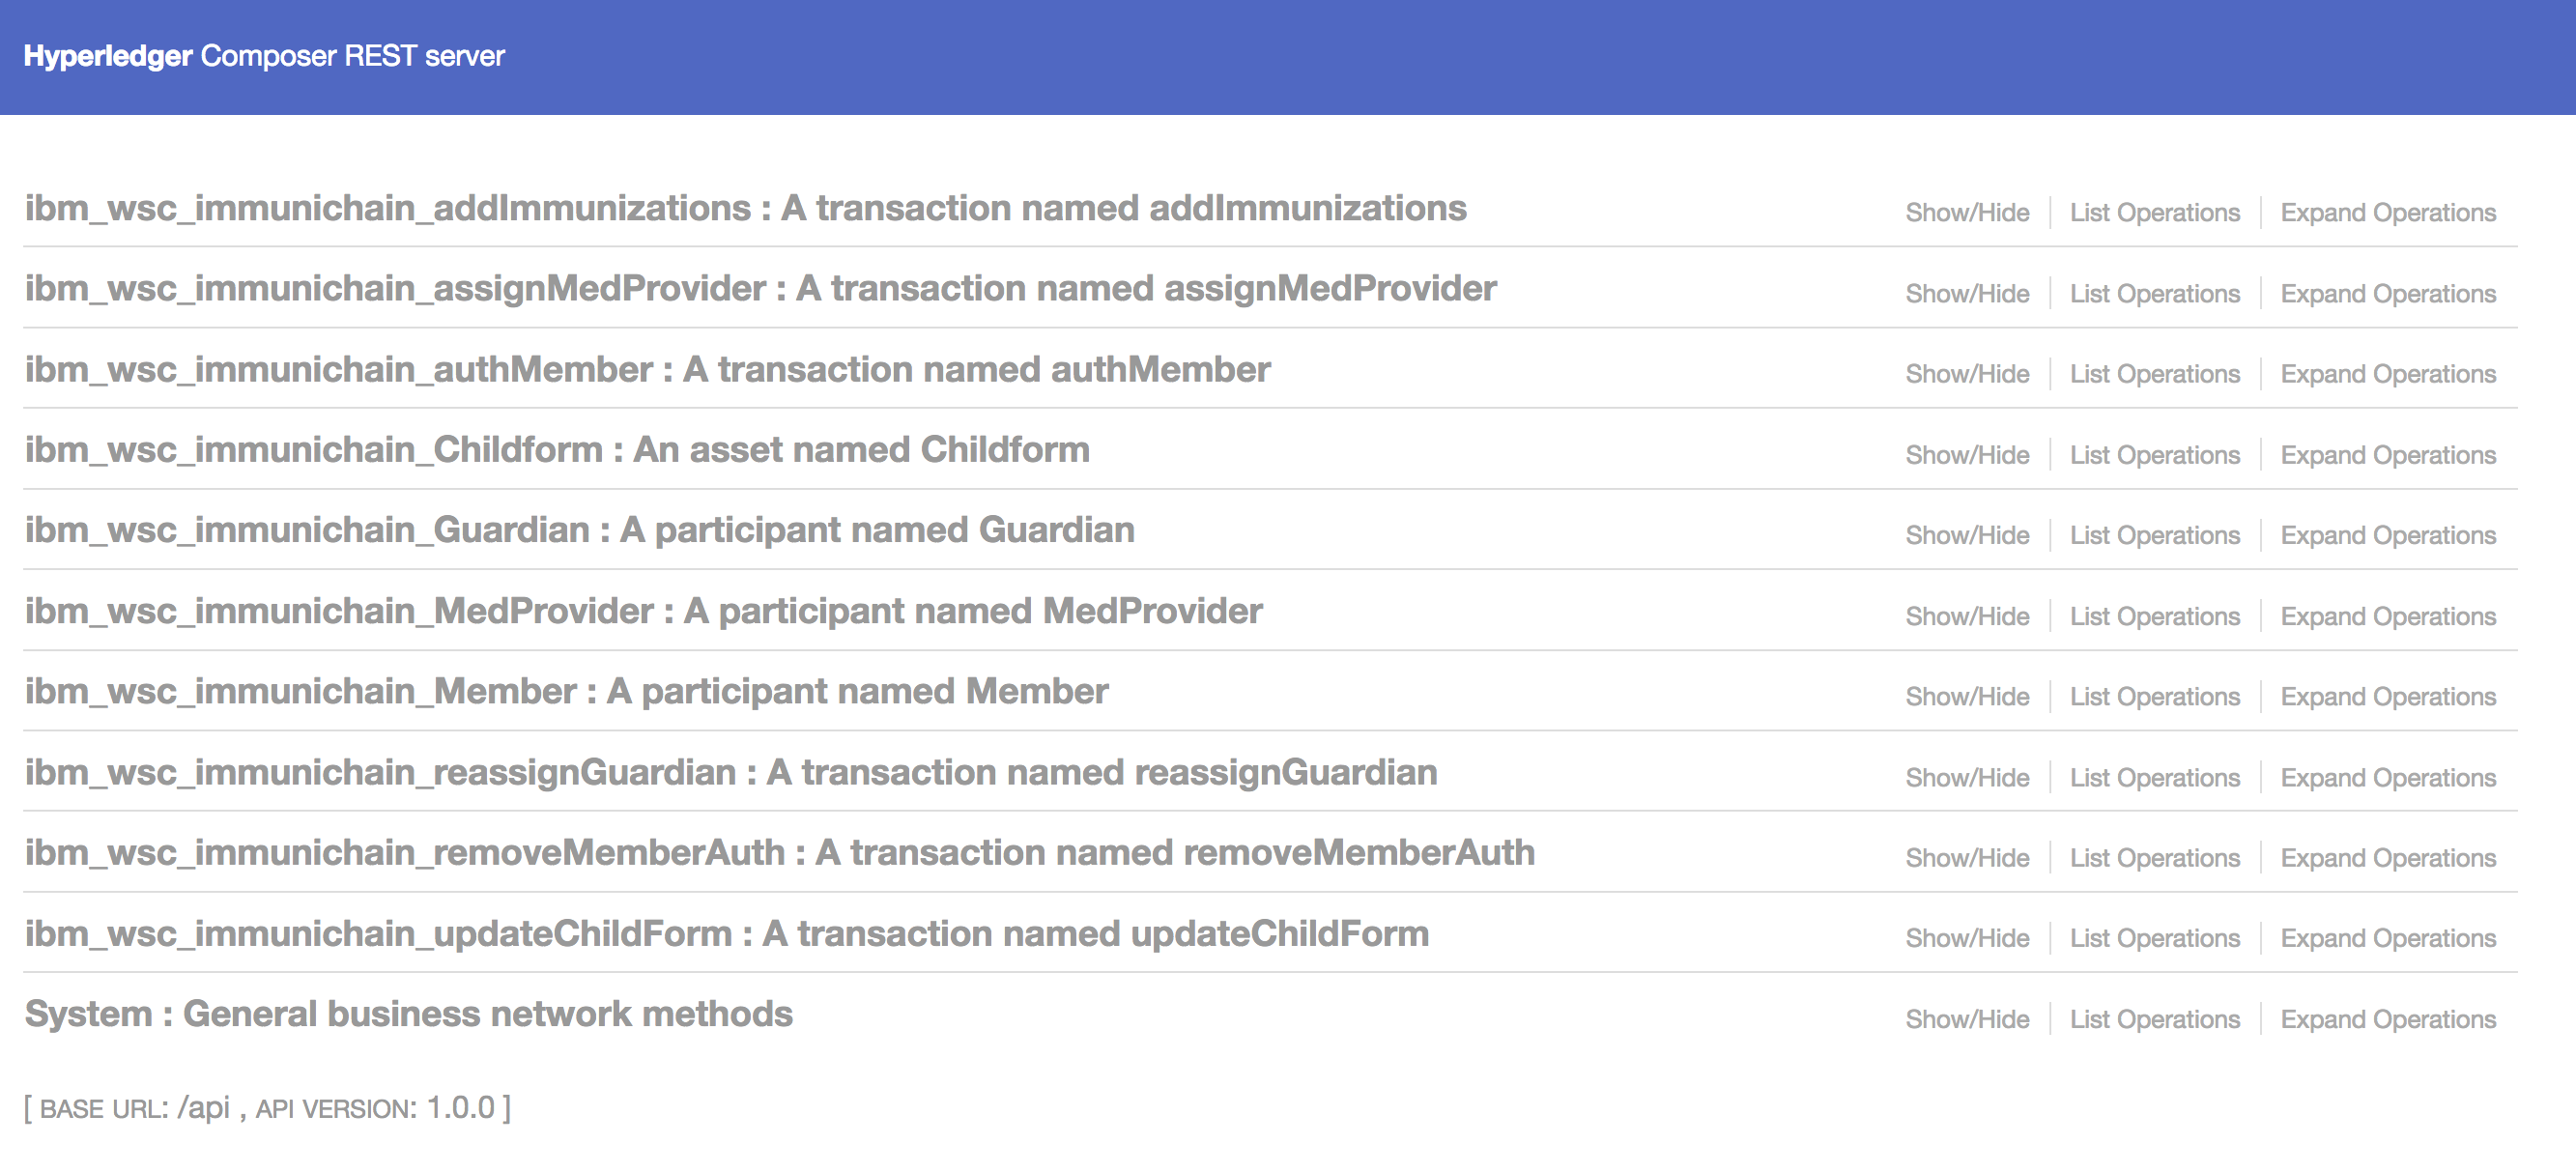 Hyperledger Composer REST server
ibm_wsc_immunichain_addImmunizations : A transaction named addImmunizations Show/Hide List Operations Expand Operations
ibm_wsc_immunichain_assignMedProvider : A transaction named assignMedProvider Show/Hide List Operations Expand Operations
ibm_wsc_immunichain_authMember : A transaction named authMember Show/Hide List Operations Expand Operations
ibm_wsc_immunichain_Childform : An asset named Childform Show/Hide List Operations Expand Operations
ibm_wsc_immunichain_Guardian : A participant named Guardian Show/Hide List Operations Expand Operations
ibm_wsc_immunichain_MedProvider : A participant named MedProvider Show/Hide List Operations Expand Operations
ibm_wsc_immunichain_Member : A participant named Member Show/Hide List Operations Expand Operations
ibm_wsc_immunichain_reassignGuardian : A transaction named reassignGuardian Show/Hide List Operations Expand Operations
ibm_wsc_immunichain_removeMemberAuth : A transaction named removeMemberAuth Show/Hide List Operations Expand Operations
ibm_wsc_immunichain_updateChildForm : A transaction named updateChildForm Show/Hide List Operations Expand Operations
System : General business network methods Show/Hide List Operations Expand Operations
[ BASE URL: /api , API VERSION: 1.0.0 ]